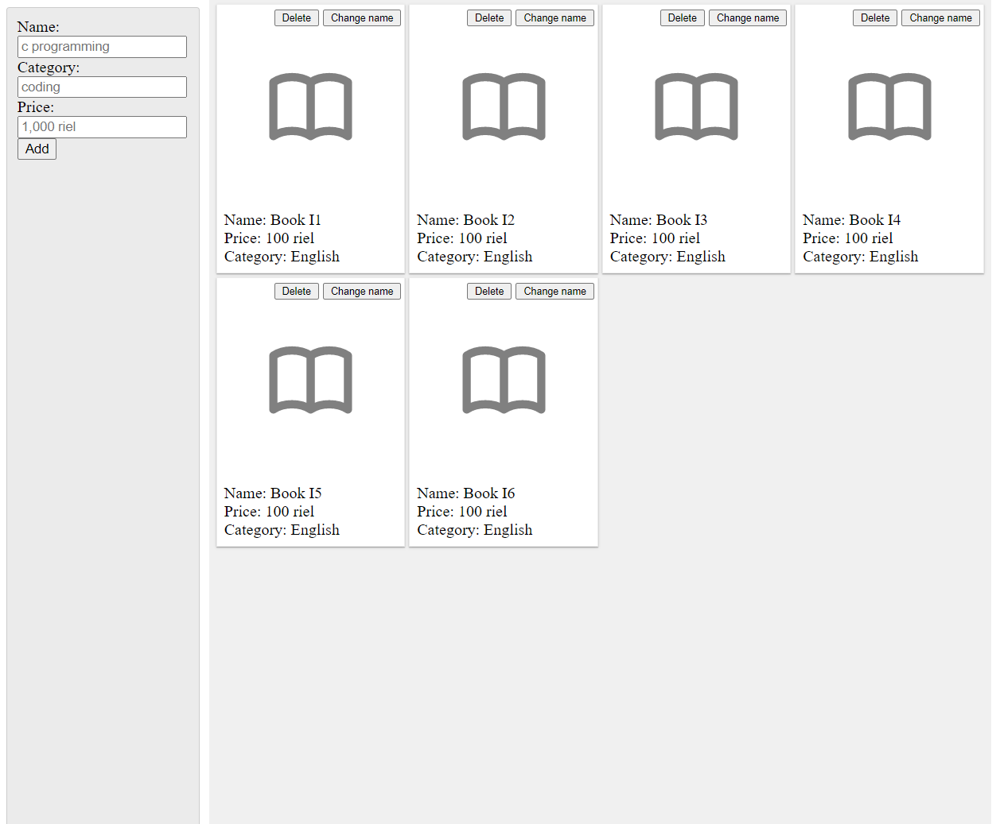 Name:
c programming
Category:
coding
Price:
1,000 riel
Add
Delete Change name
Name: Book I1
Price: 100 riel
Category: English
Delete Change name
Name: Book I2
Price: 100 riel
Category: English
Delete Change name
Name: Book I3
Price: 100 riel
Category: English
Delete Change name
Name: Book I4
Price: 100 riel
Category: English
Delete Change name
Name: Book I5
Price: 100 riel
Category: English
Delete Change name
Name: Book I6
Price: 100 riel
Category: English